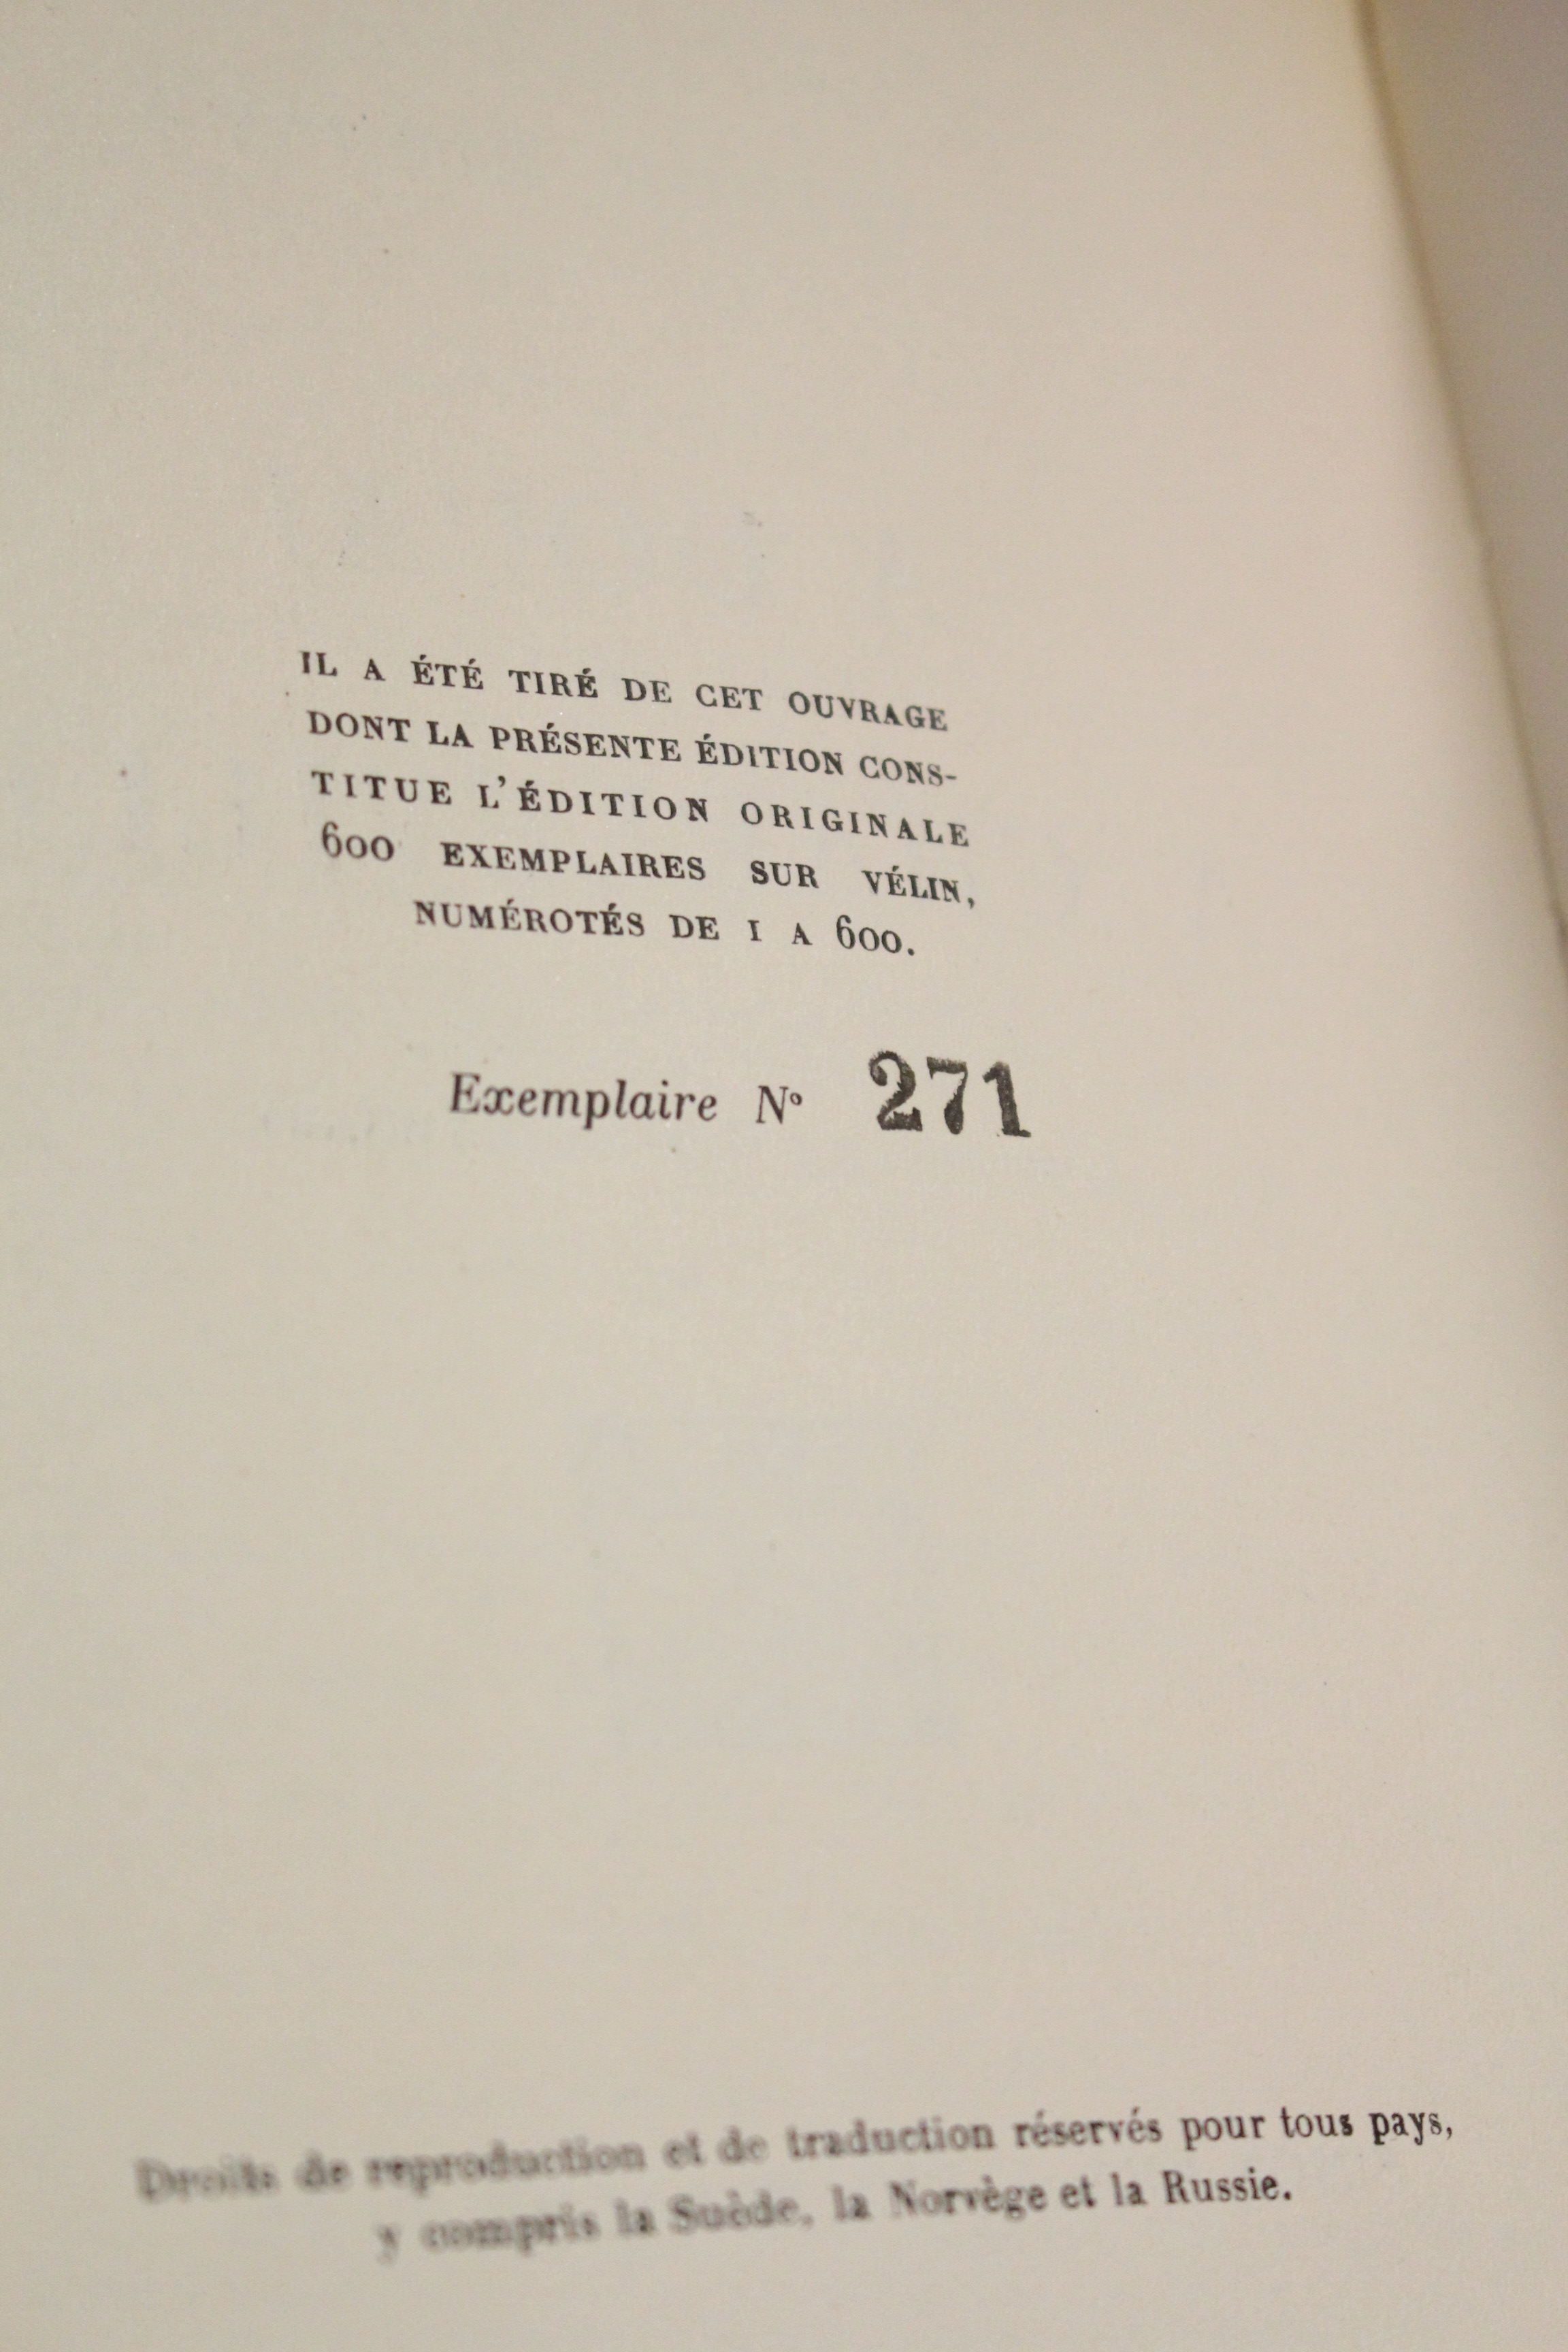 IL A ÉTÉ TIRÉ DE CET OUVRAGE
DONT LA PRÉSENTE ÉDITION CONS-
TITUE L'ÉDITION ORIGINALE
600 EXEMPLAIRES SUR VÉLIN,
NUMÉROTÉS DE I A 600.
Exemplaire N° 271
Droits de reproduction et de traduction réservés pour tous pays,
y compris la Suède, la Norvège et la Russie.